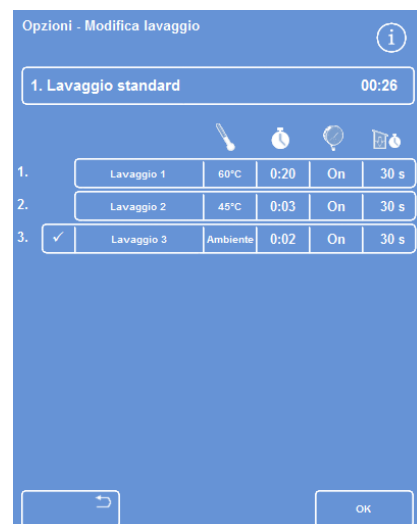 Opzioni - Modifica lavaggio
i
1. Lavaggio standard 00:26
1. Lavaggio 1 60°C 0:20 On 30 s
2. Lavaggio 2 45°C 0:03 On 30 s
3. ✓ Lavaggio 3 Ambiente 0:02 On 30 s
OK